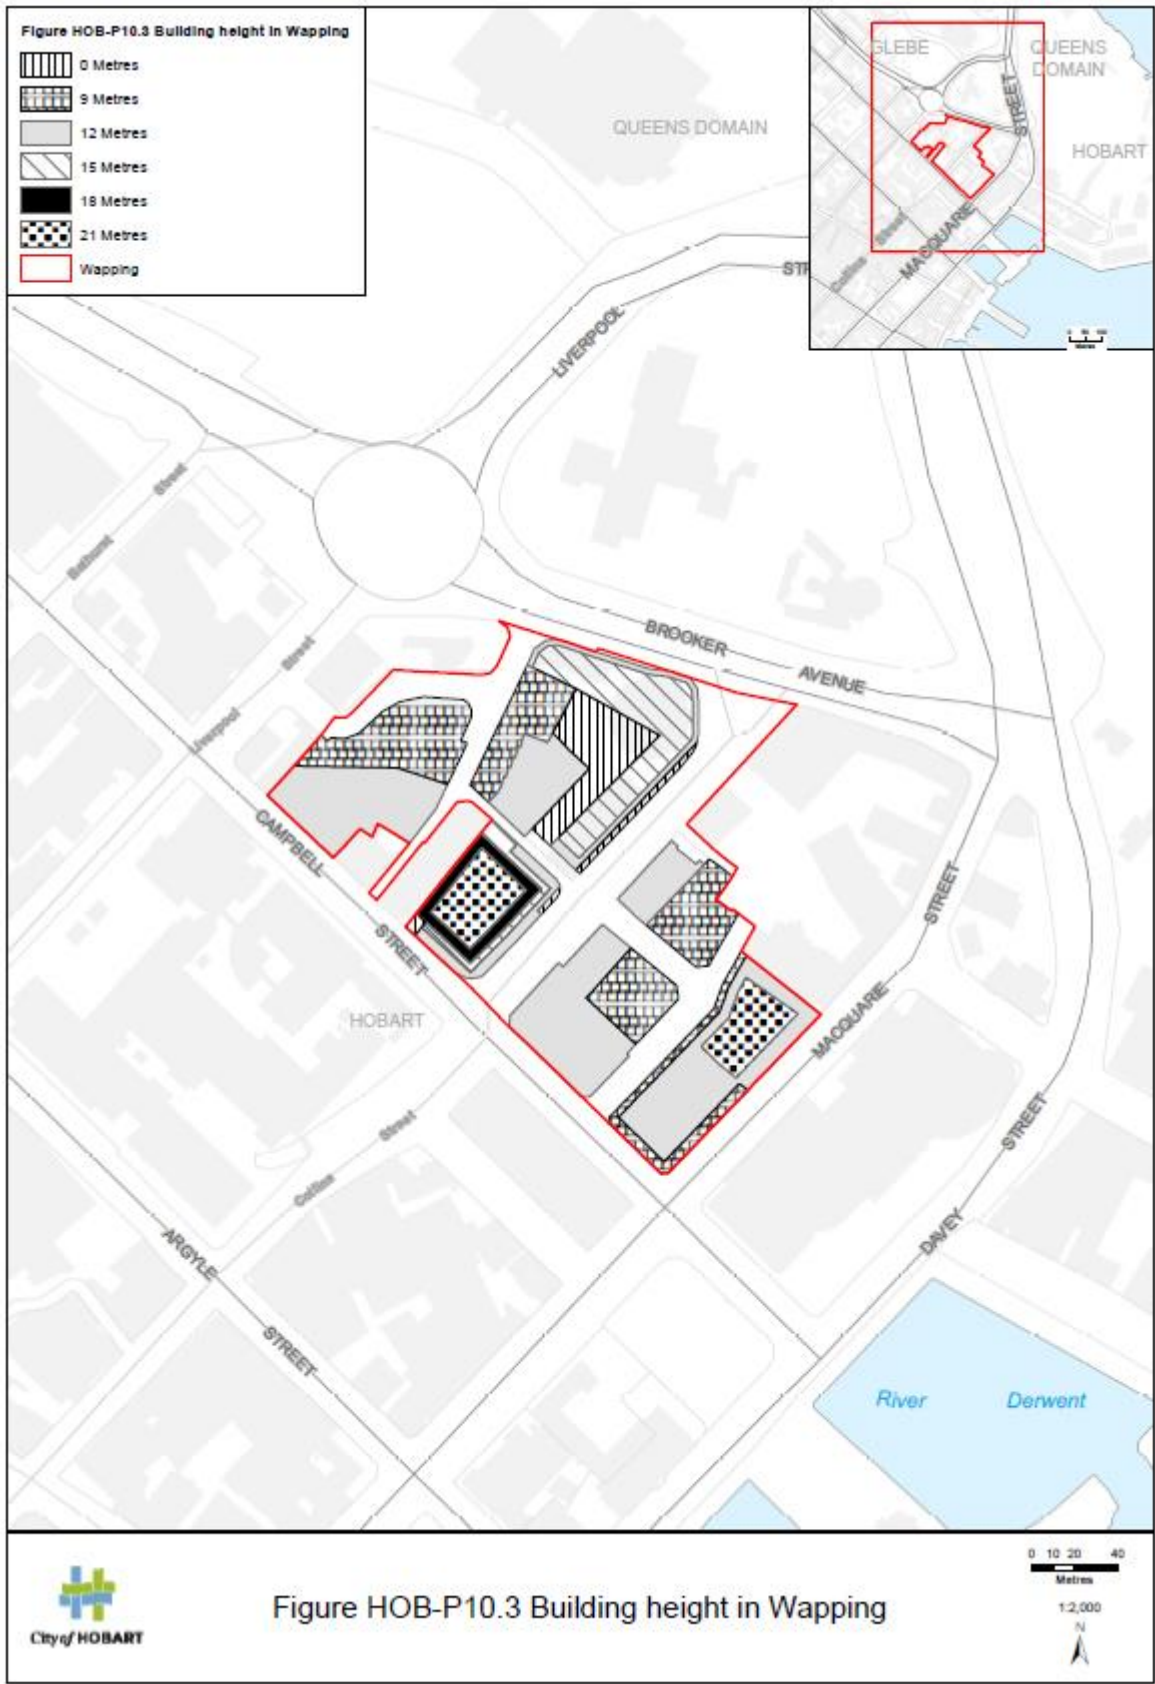 Figure HOB-P10.3 Building height in Wapping
0 Metres
9 Metres
12 Metres
15 Metres
18 Metres
21 Metres
Wapping
GLEBE
QUEENS
DOMAIN
STREET
HOBART
Street
Collins
MACQUARIE
Metres
QUEENS DOMAIN
STR
LIVERPOOL
Street
Bathurst
Street
Liverpool
BROOKER
AVENUE
CAMPBELL
STREET
HOBART
STREET
MACQUARIE
STREET
DAVEY
Street
Collins
ARGYLE
STREET
River Derwent
City of HOBART
Figure HOB-P10.3 Building height in Wapping
0 10 20 40
Metres
1:2,000
N